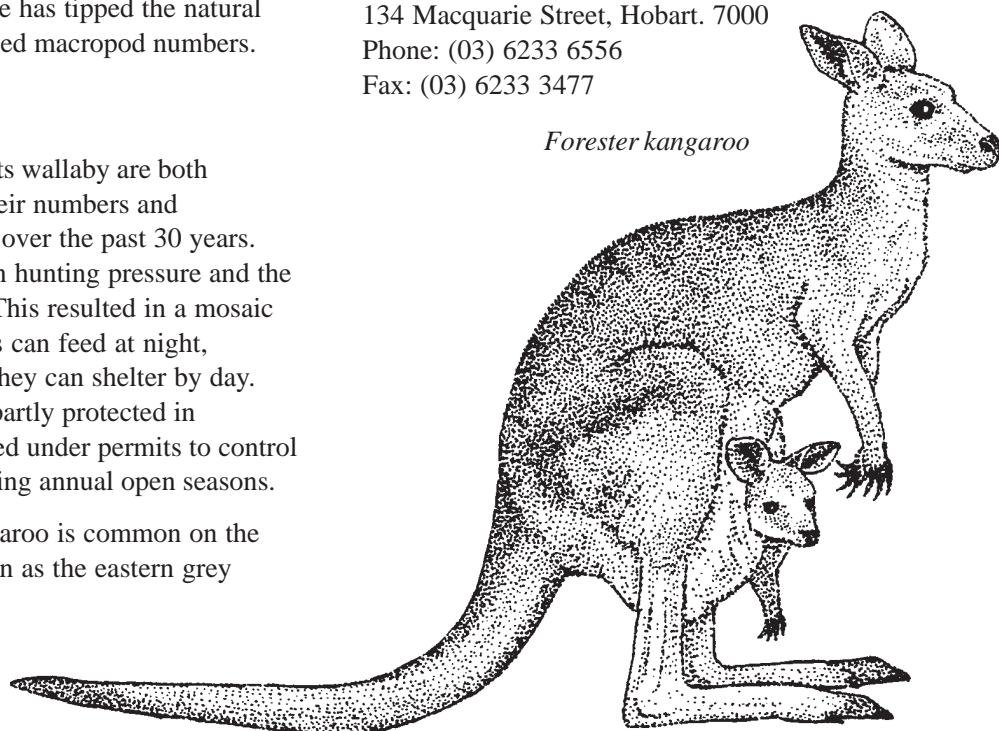 e has tipped the natural
ed macropod numbers.
ts wallaby are both
eir numbers and
over the past 30 years.
n hunting pressure and the
This resulted in a mosaic
s can feed at night,
hey can shelter by day.
partly protected in
ed under permits to control
ing annual open seasons.
aroo is common on the
n as the eastern grey
134 Macquarie Street, Hobart. 7000
Phone: (03) 6233 6556
Fax: (03) 6233 3477
Forester kangaroo